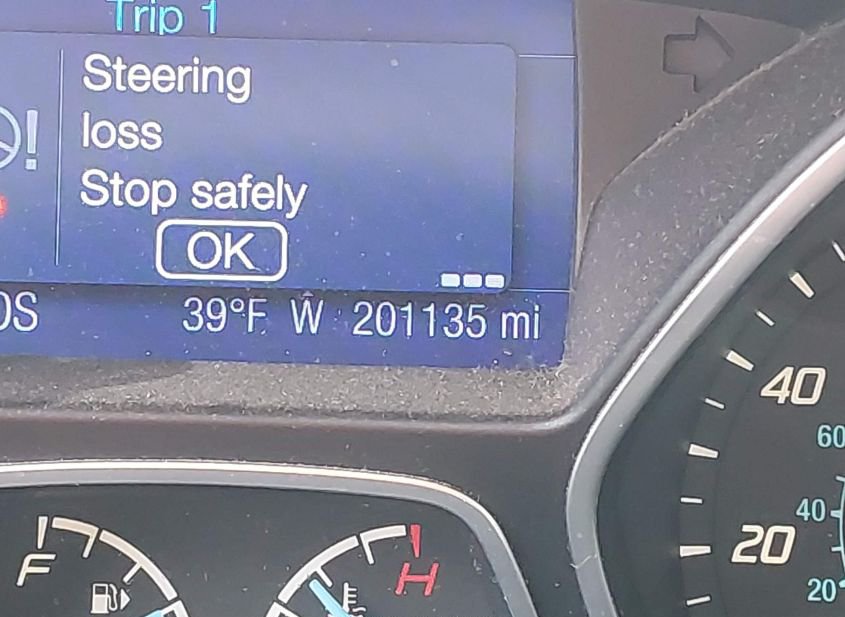 Trip 1
Steering
loss
Stop safely
OK
39°F W 201135 mi
F
H
40
60
40
20
20